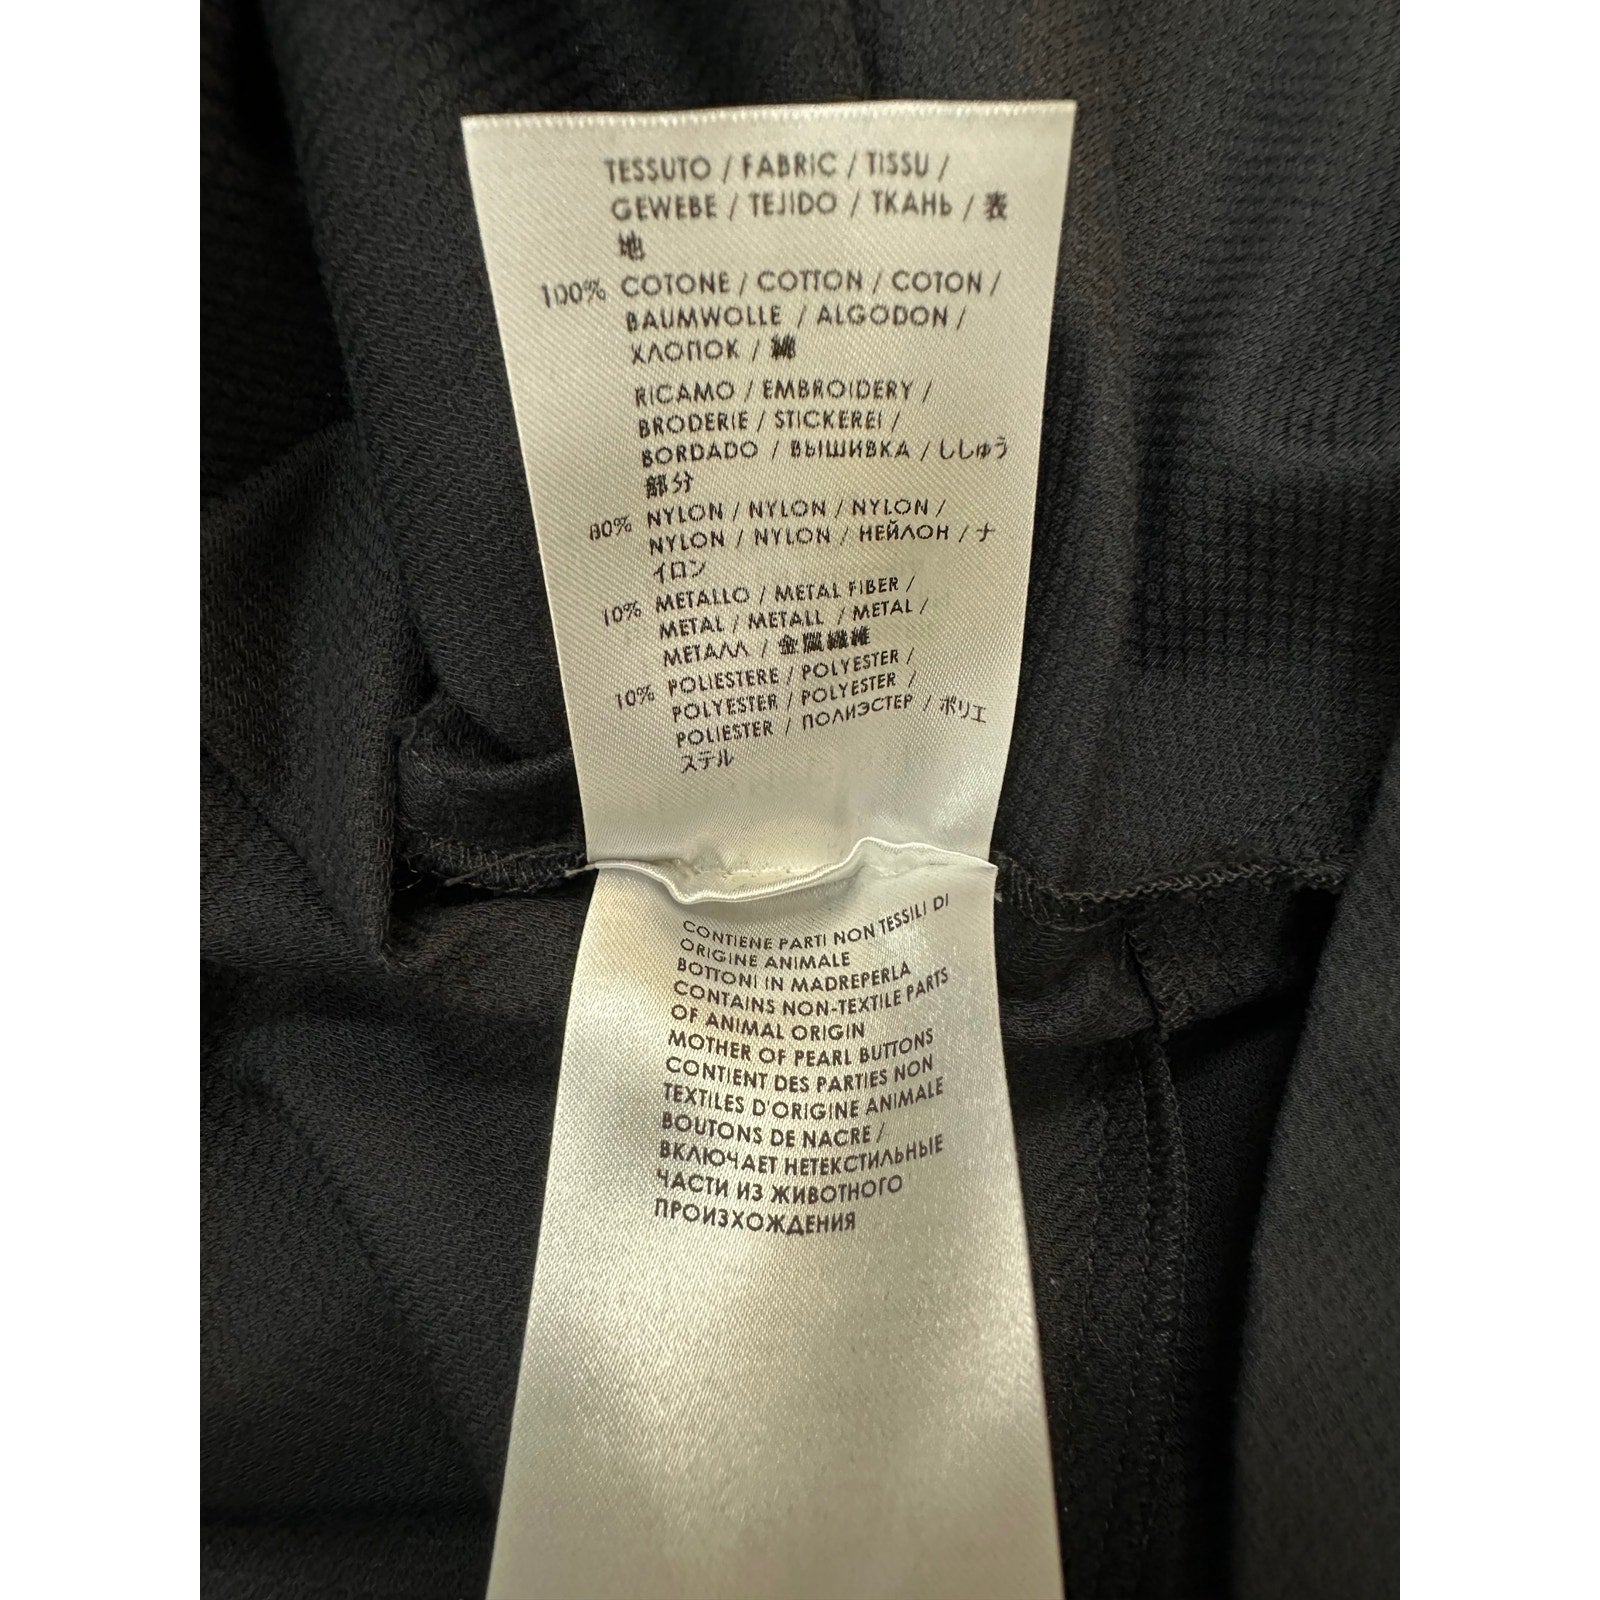 TESSUTO / FABRIC / TISSU /
GEWEBE / TEJIDO / ТКАНЬ / 表
地
100% COTONE / COTTON / COTON /
BAUMWOLLE / ALGODON /
ХЛОПОК / 綿
RICAMO / EMBROIDERY /
BRODERIE / STICKEREI /
BORDADO / ВЫШИВКА / ししゅう
部分
80% NYLON / NYLON / NYLON /
NYLON / NYLON / НЕЙЛОН / ナ
イロン
10% METALLO / METAL FIBER /
METAL / METALL / METAL /
МЕТАЛЛ / 金属繊維
10% POLIESTERE / POLYESTER /
POLYESTER / POLYESTER /
POLIESTER / ПОЛИЭСТЕР / ポリエ
ステル
CONTIENE PARTI NON TESSILI DI
ORIGINE ANIMALE
BOTTONI IN MADREPERLA
CONTAINS NON-TEXTILE PARTS
OF ANIMAL ORIGIN
MOTHER OF PEARL BUTTONS
CONTIENT DES PARTIES NON
TEXTILES D'ORIGINE ANIMALE
BOUTONS DE NACRE /
ВКЛЮЧАЕТ НЕТЕКСТИЛЬНЫЕ
ЧАСТИ ИЗ ЖИВОТНОГО
ПРОИЗХОЖДЕНИЯ